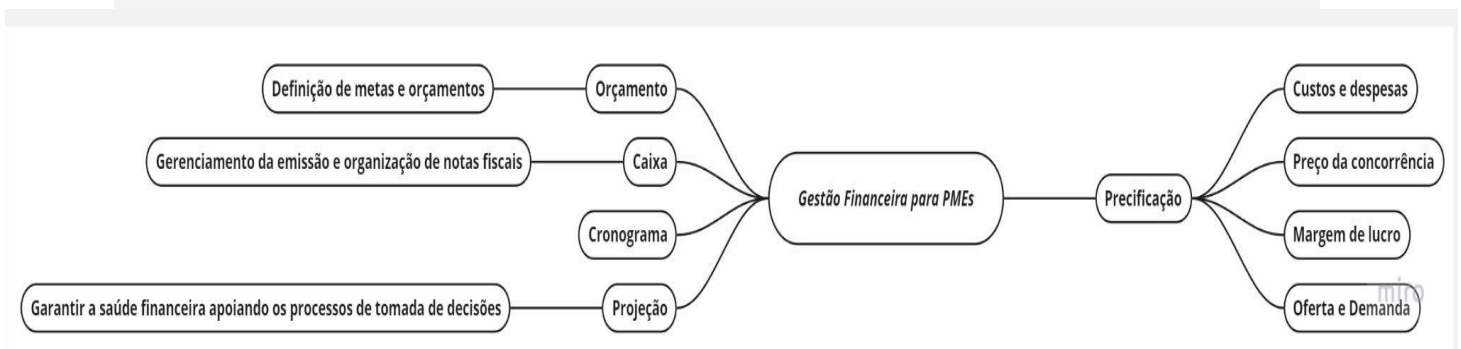 Definição de metas e orçamentos
Orçamento
Gerenciamento da emissão e organização de notas fiscais
Caixa
Cronograma
Garantir a saúde financeira apoiando os processos de tomada de decisões
Projeção
Gestão Financeira para PMEs
Precificação
Custos e despesas
Preço da concorrência
Margem de lucro
Oferta e Demanda
miro